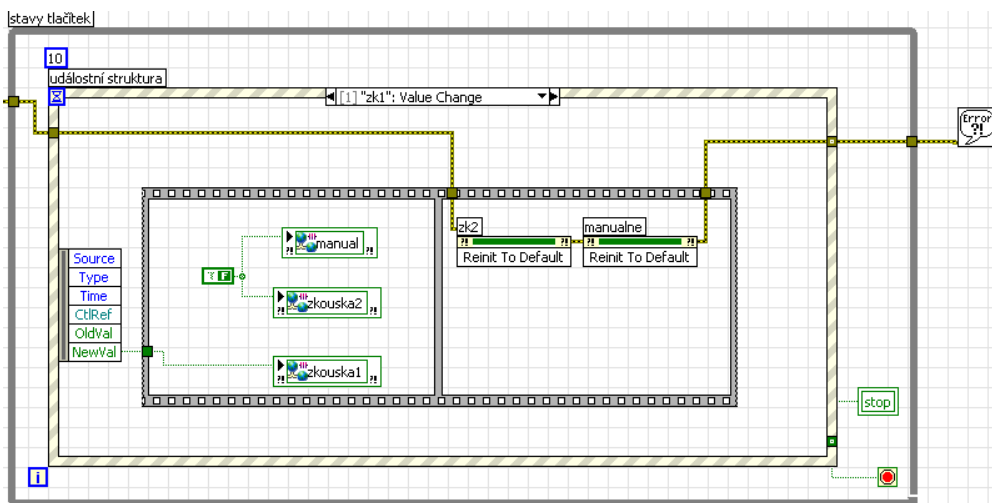 stavy tlačítek
10
událostní struktura
[1] "zk1": Value Change
Error
?!
zk2
manualne
Reinit To Default
Reinit To Default
manual
?!
zkouska2
?!
zkouska1
?!
F
Source
Type
Time
CtlRef
OldVal
NewVal
stop
i